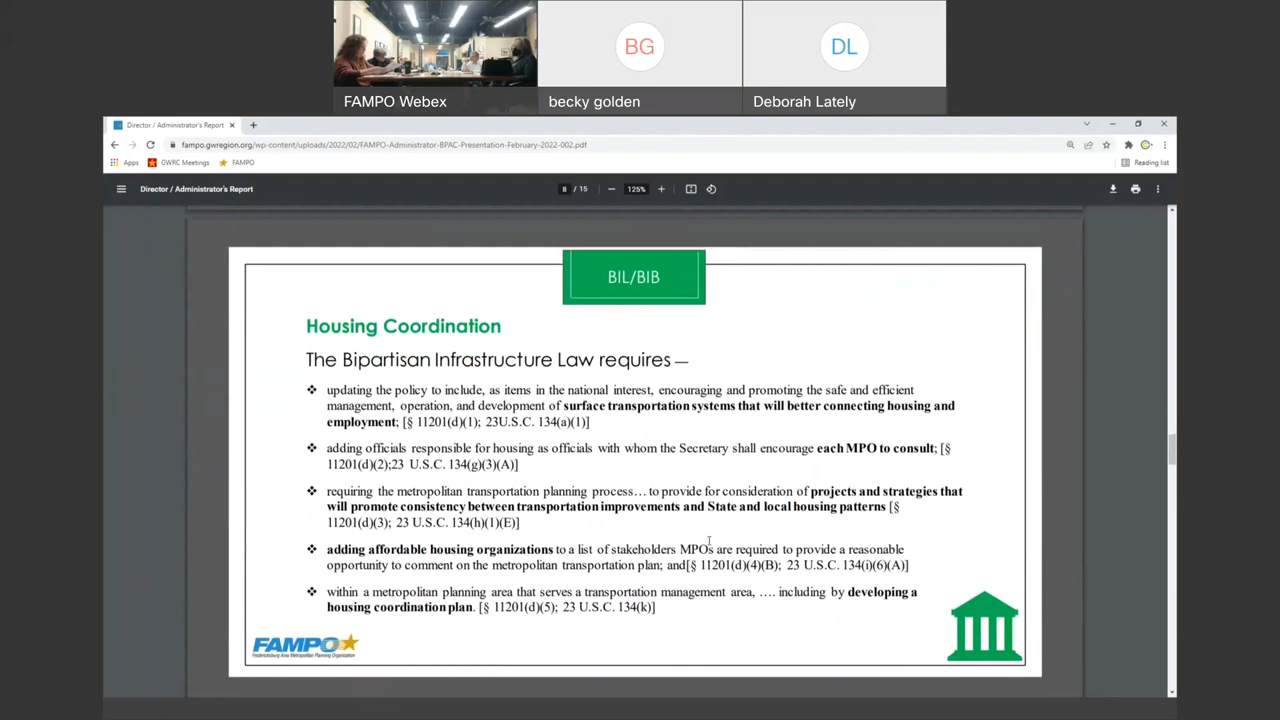 BG
DL
FAMPO Webex
becky golden
Deborah Lately
Director / Administrator's Report
fampo.gwregion.org/wp-content/uploads/2022/02/FAMPO-Administrator-BPAC-Presentation-February-2022-002.pdf
Apps
GWRC Meetings
FAMPO
Reading list
Director / Administrator's Report
8 / 15
125%
BIL/BIB
Housing Coordination
The Bipartisan Infrastructure Law requires —
updating the policy to include, as items in the national interest, encouraging and promoting the safe and efficient
management, operation, and development of surface transportation systems that will better connecting housing and
employment; [§ 11201(d)(1); 23U.S.C. 134(a)(1)]
adding officials responsible for housing as officials with whom the Secretary shall encourage each MPO to consult; [§
11201(d)(2);23 U.S.C. 134(g)(3)(A)]
requiring the metropolitan transportation planning process… to provide for consideration of projects and strategies that
will promote consistency between transportation improvements and State and local housing patterns [§
11201(d)(3); 23 U.S.C. 134(h)(1)(E)]
adding affordable housing organizations to a list of stakeholders MPOs are required to provide a reasonable
opportunity to comment on the metropolitan transportation plan; and[§ 11201(d)(4)(B); 23 U.S.C. 134(i)(6)(A)]
within a metropolitan planning area that serves a transportation management area, …. including by developing a
housing coordination plan. [§ 11201(d)(5); 23 U.S.C. 134(k)]
FAMPO
Fredericksburg Area Metropolitan Planning Organization